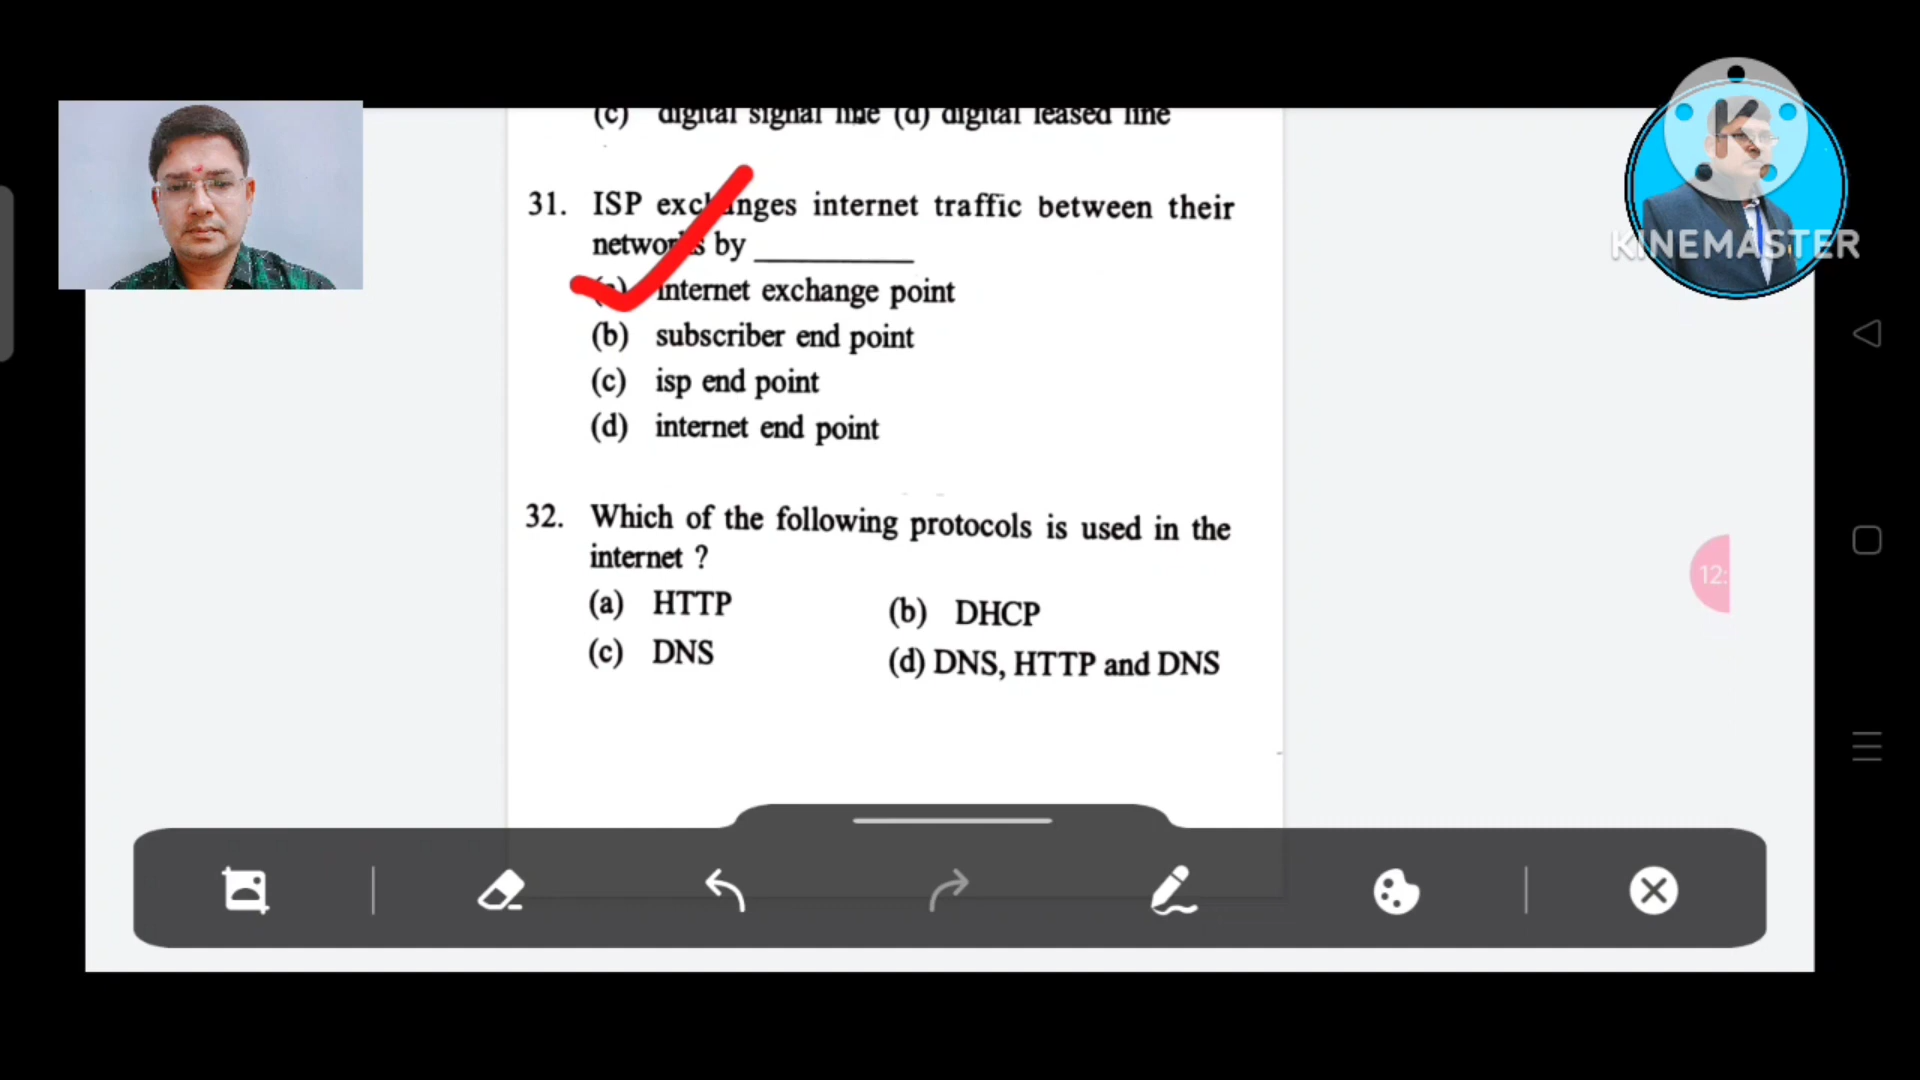 (c) digital signal line (d) digital leased line
31. ISP exchanges internet traffic between their
networks by __________
(a) internet exchange point
(b) subscriber end point
(c) isp end point
(d) internet end point
32. Which of the following protocols is used in the
internet ?
(a) HTTP (b) DHCP
(c) DNS (d) DNS, HTTP and DNS
K
KINEMASTER
12: